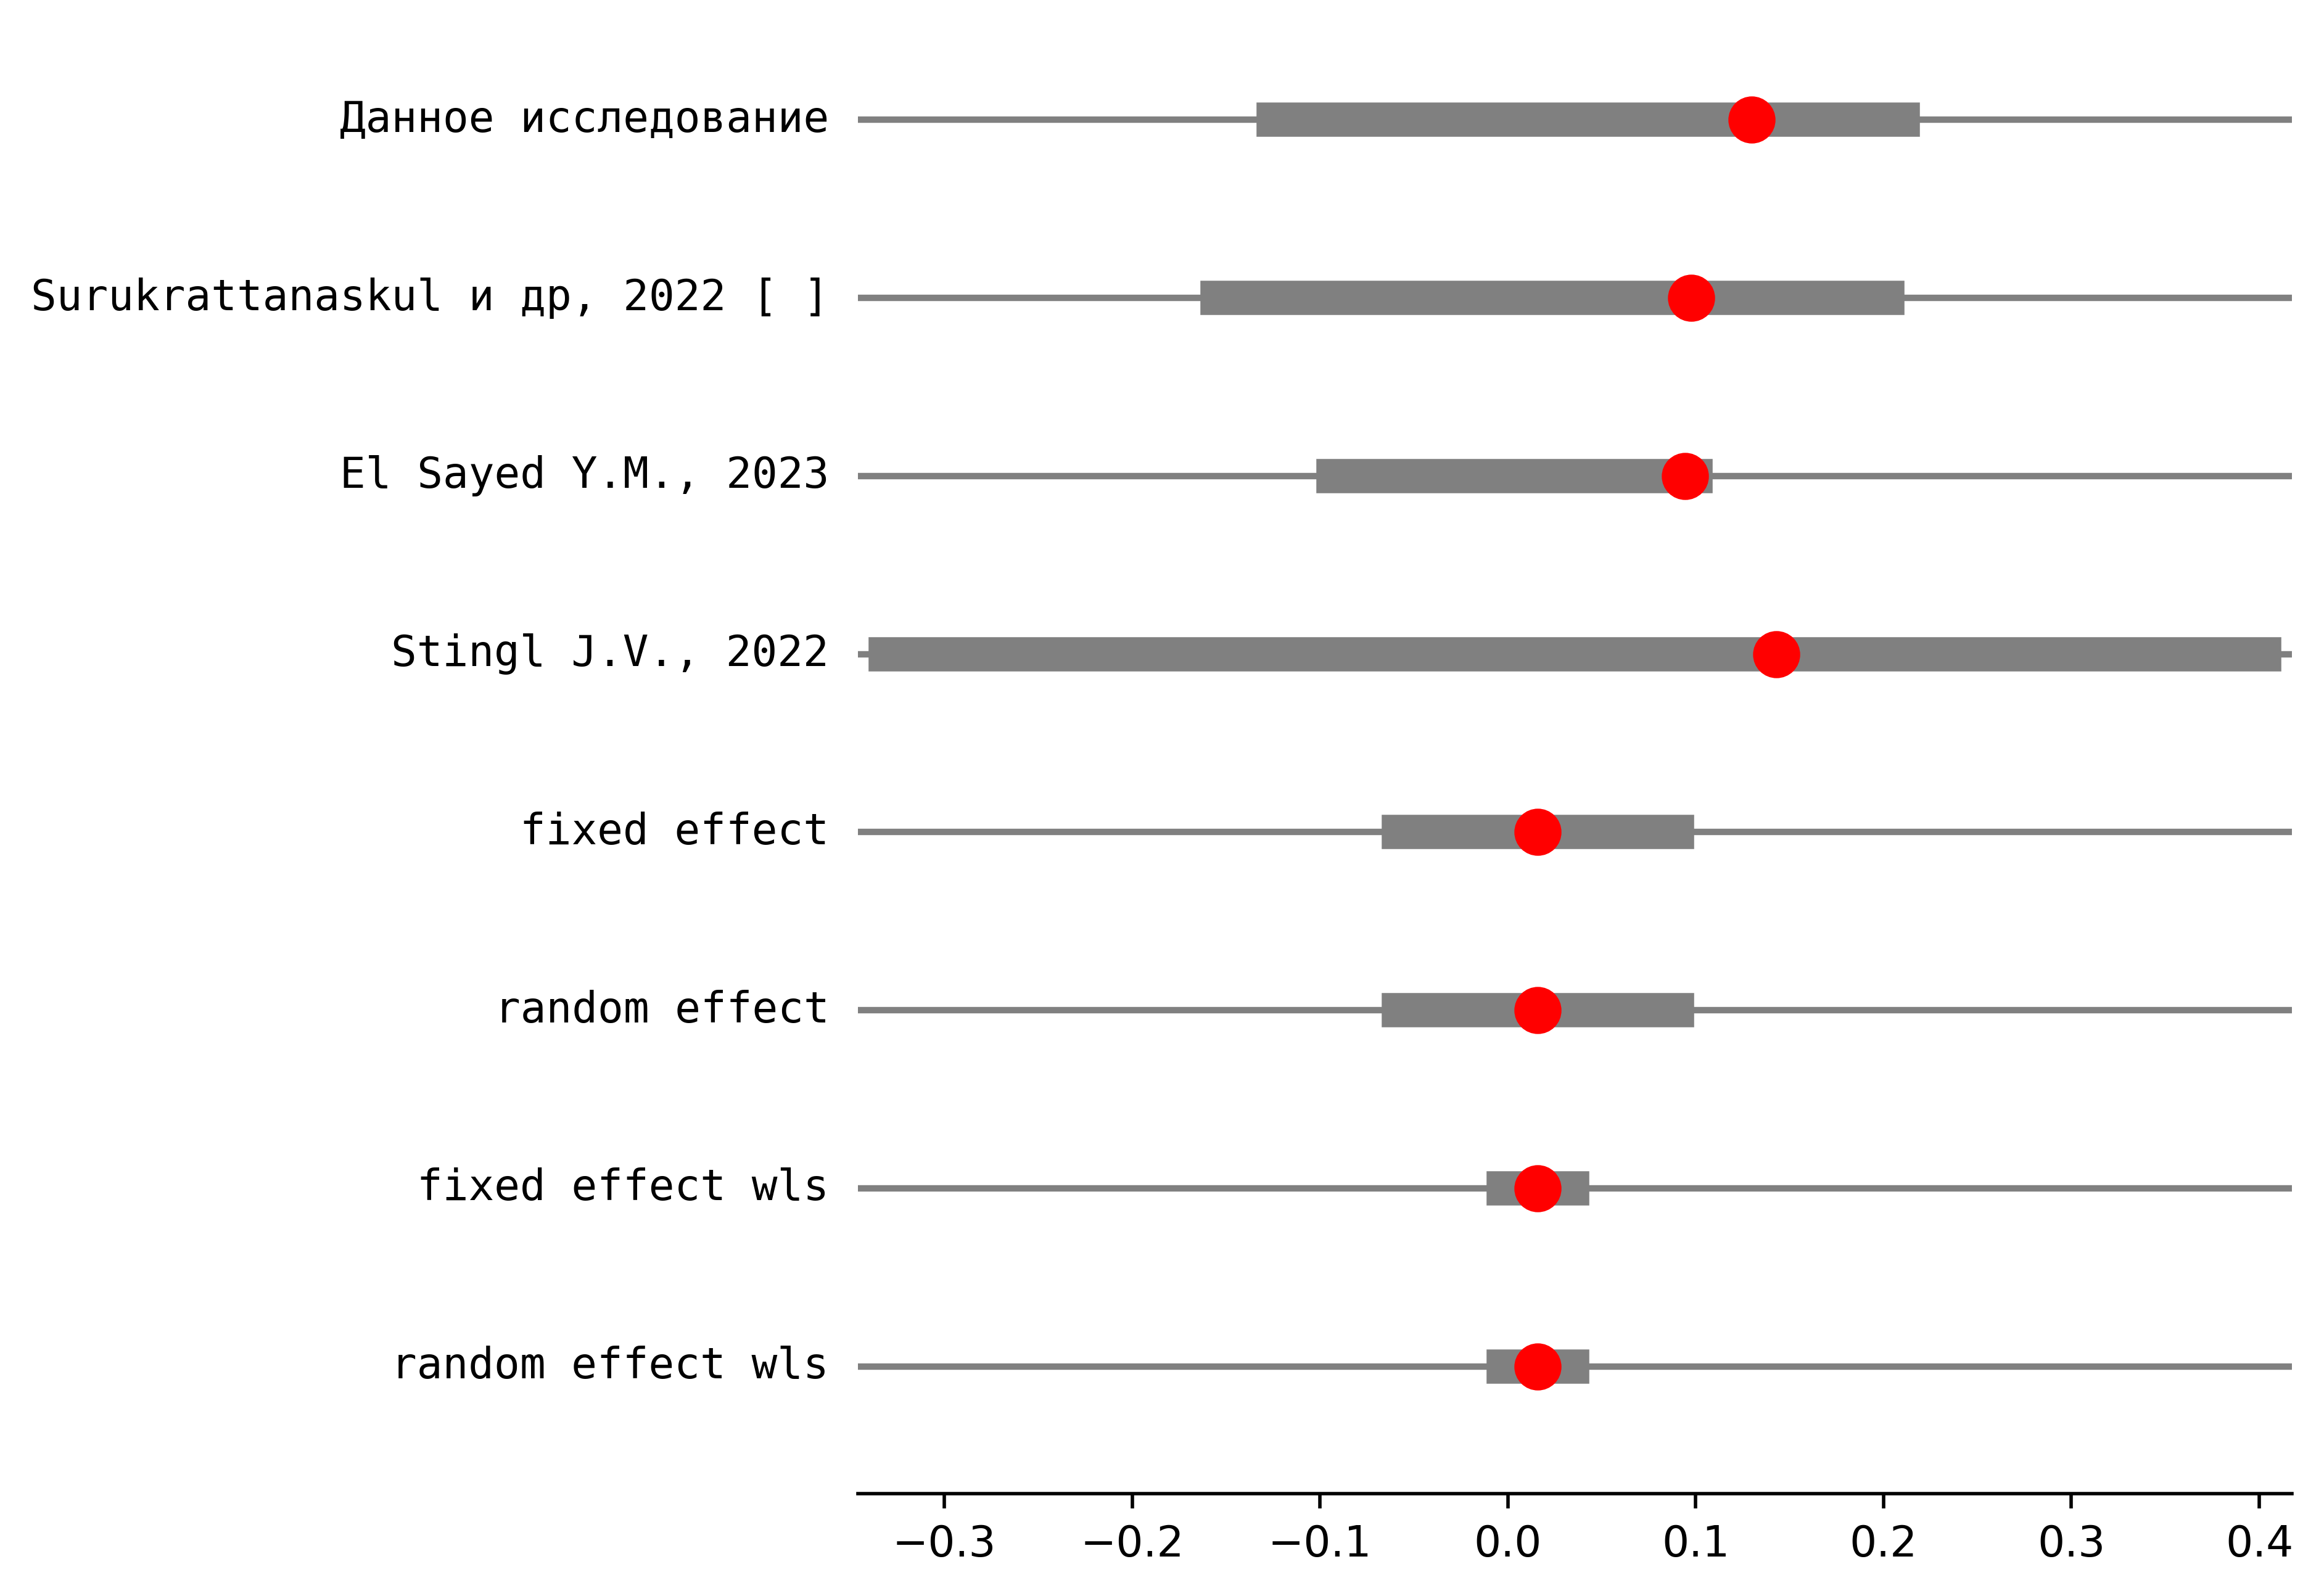 Данное исследование
Surukrattanaskul и др, 2022 [ ]
El Sayed Y.M., 2023
Stingl J.V., 2022
fixed effect
random effect
fixed effect wls
random effect wls
−0.3 −0.2 −0.1 0.0 0.1 0.2 0.3 0.4